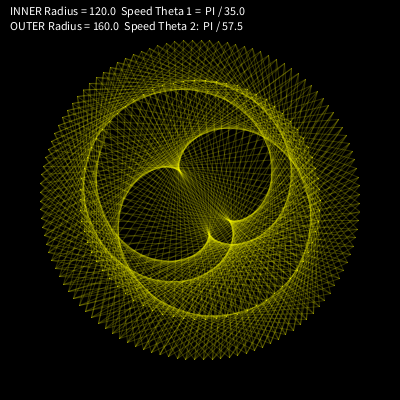 INNER Radius = 120.0 Speed Theta 1 = PI / 35.0
OUTER Radius = 160.0 Speed Theta 2: PI / 57.5